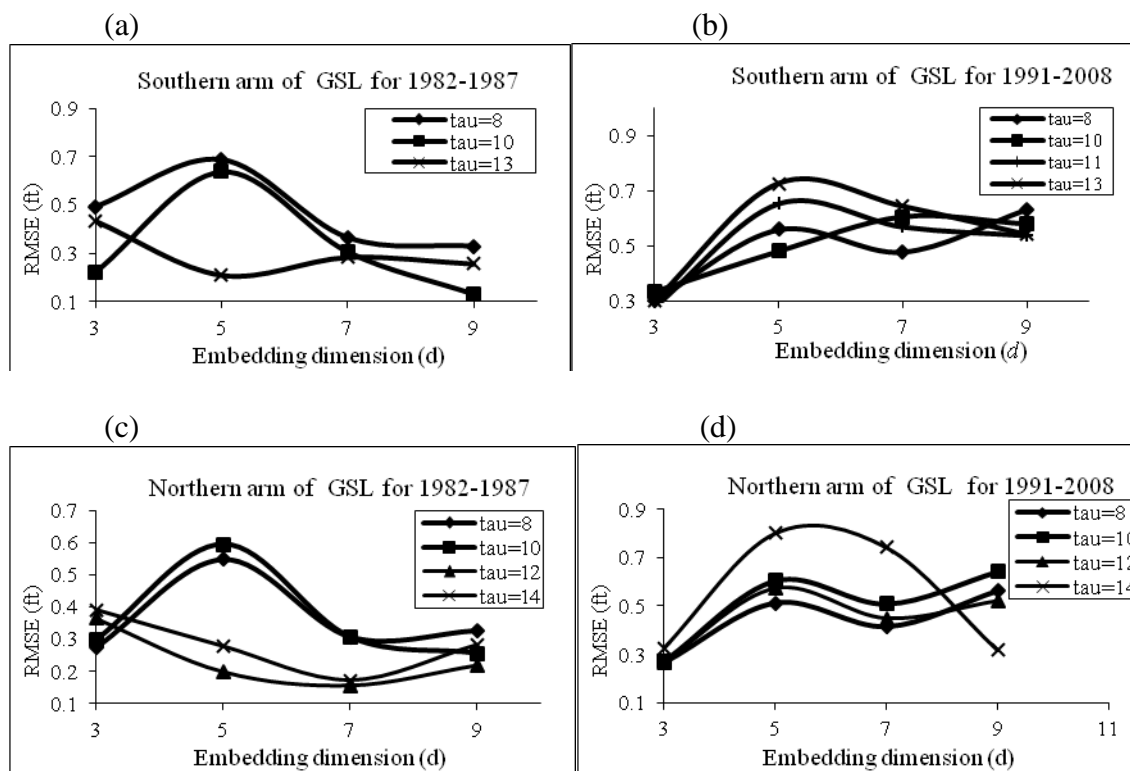 (a)
Southern arm of GSL for 1982-1987
0.9
0.7
0.5
0.3
0.1
RMSE (ft)
tau=8
tau=10
tau=13
3 5 7 9
Embedding dimension (d)
(b)
Southern arm of GSL for 1991-2008
0.9
0.7
0.5
0.3
RMSE (ft)
tau=8
tau=10
tau=11
tau=13
3 5 7 9
Embedding dimension (d)
(c)
Northern arm of GSL for 1982-1987
0.7
0.6
0.5
0.4
0.3
0.2
0.1
RMSE (ft)
tau=8
tau=10
tau=12
tau=14
3 5 7 9
Embedding dimension (d)
(d)
Northern arm of GSL for 1991-2008
0.9
0.7
0.5
0.3
0.1
RMSE (ft)
tau=8
tau=10
tau=12
tau=14
3 5 7 9 11
Embedding dimension (d)